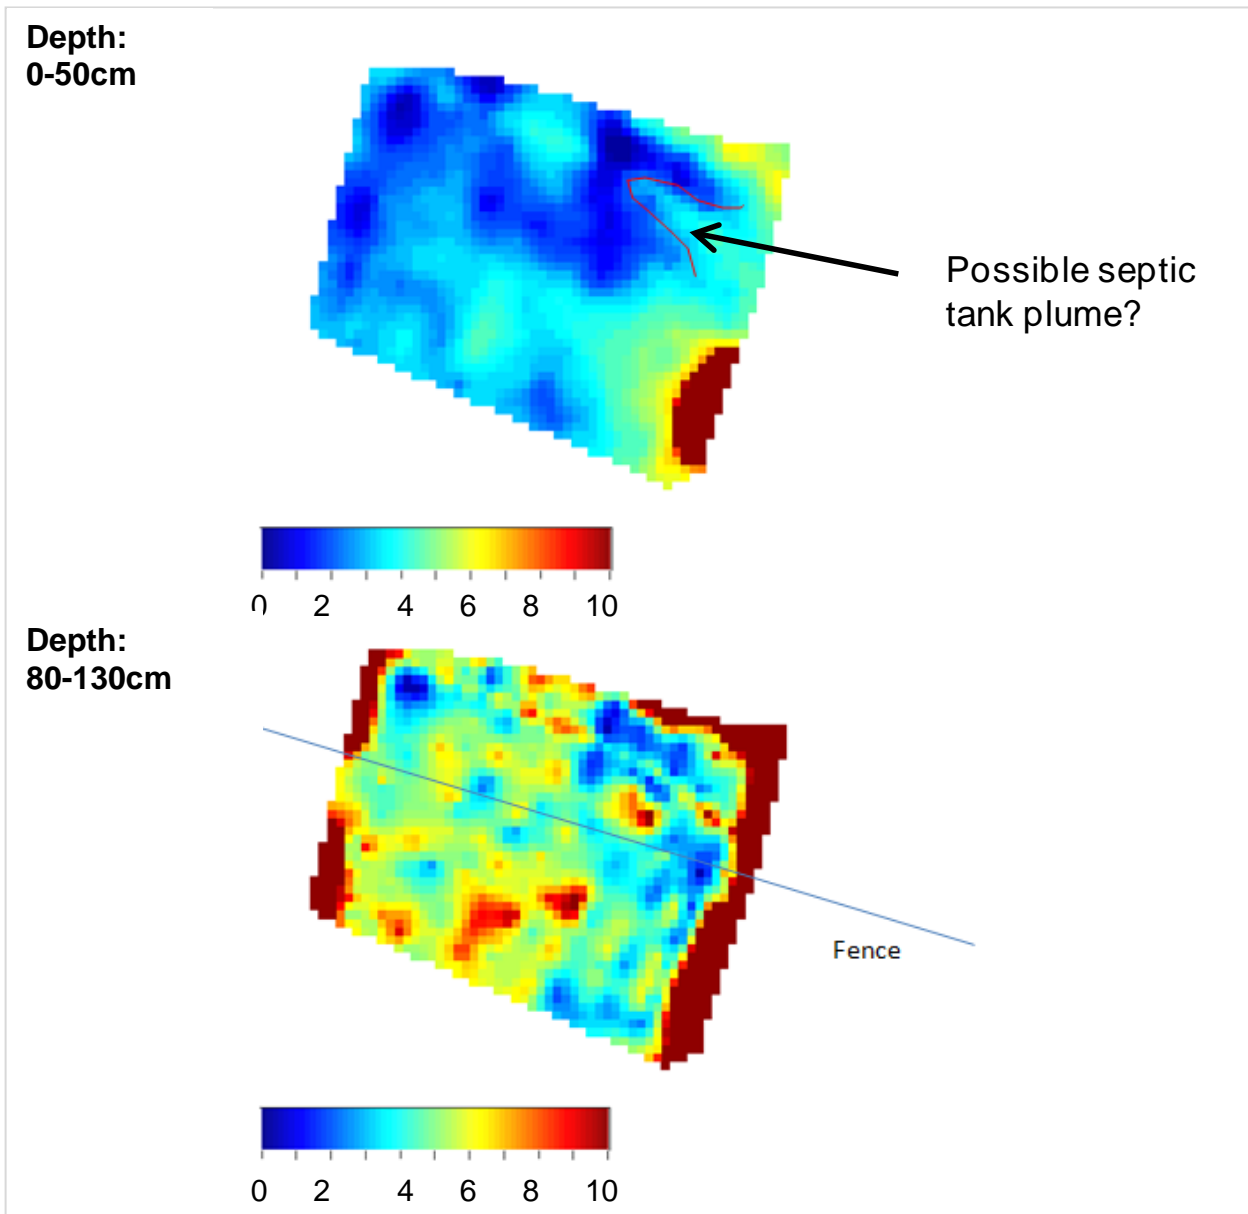 Depth:
0-50cm
Possible septic
tank plume?
0 2 4 6 8 10
Depth:
80-130cm
Fence
0 2 4 6 8 10